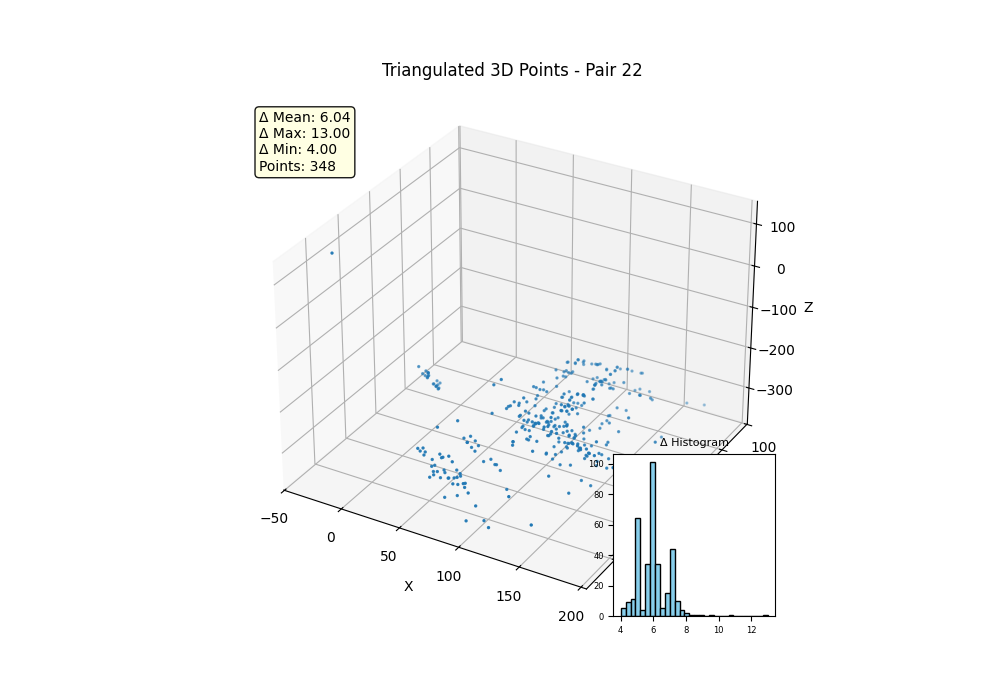 Triangulated 3D Points - Pair 22
Δ Mean: 6.04
Δ Max: 13.00
Δ Min: 4.00
Points: 348
100
0
−100
Z
−200
−300
100
−50
0
50
100
150
200
X
Δ Histogram
100
80
60
40
20
0
4 6 8 10 12